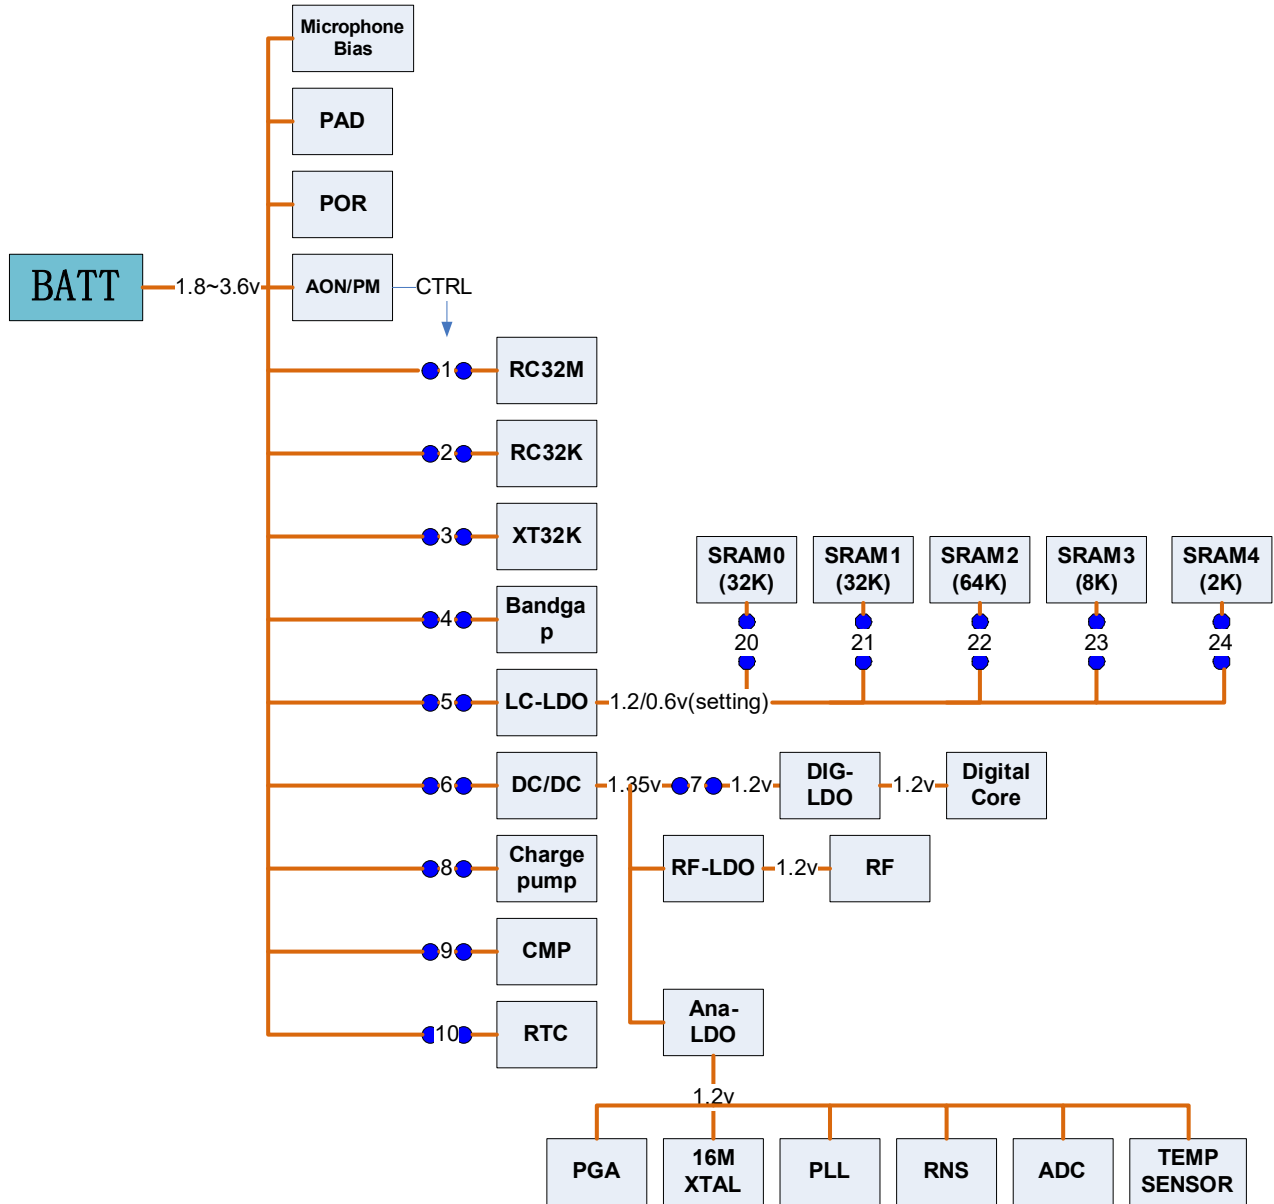 Microphone
Bias
PAD
POR
BATT
1.8~3.6v
AON/PM
CTRL
1
RC32M
2
RC32K
3
XT32K
SRAM0
(32K)
SRAM1
(32K)
SRAM2
(64K)
SRAM3
(8K)
SRAM4
(2K)
4
Bandga
p
20
21
22
23
24
5
LC-LDO
1.2/0.6v(setting)
6
DC/DC
1.35v
7
1.2v
DIG-
LDO
1.2v
Digital
Core
8
Charge
pump
RF-LDO
1.2v
RF
9
CMP
10
RTC
Ana-
LDO
1.2v
PGA
16M
XTAL
PLL
RNS
ADC
TEMP
SENSOR